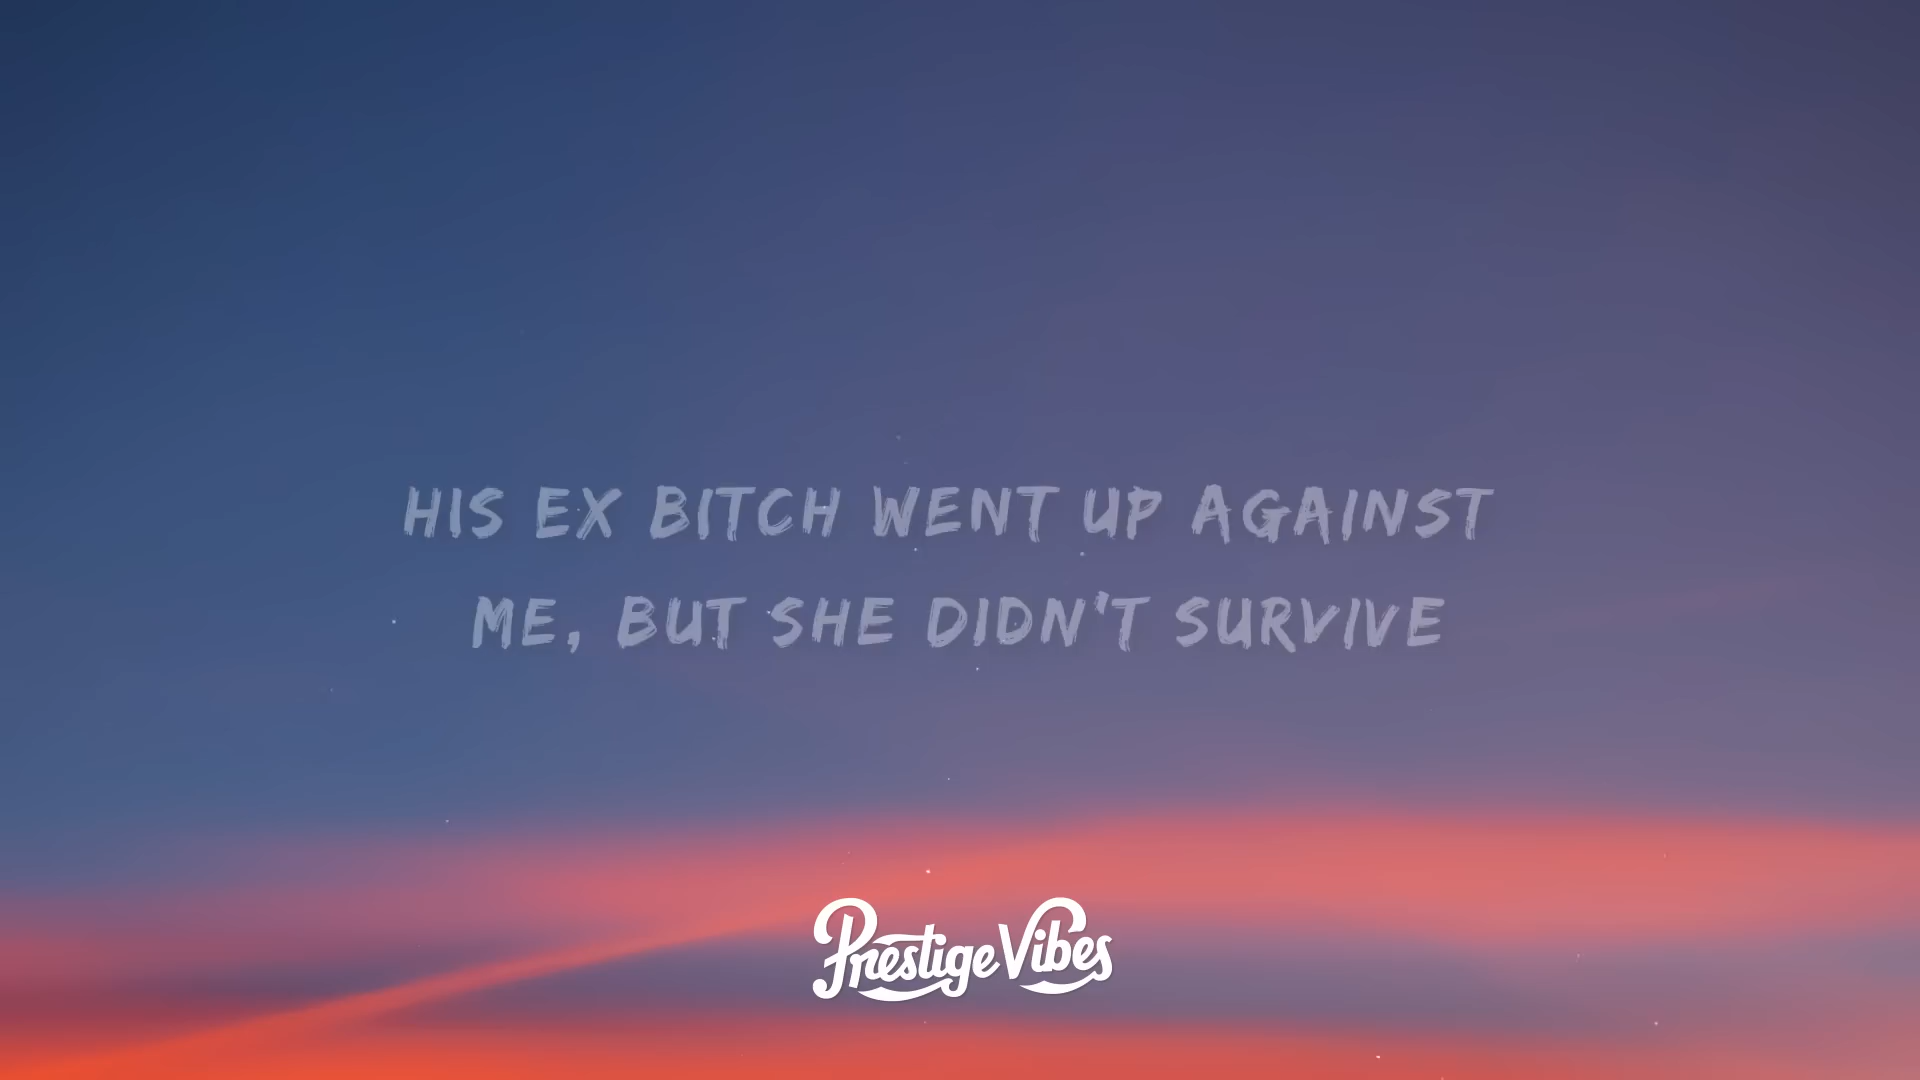 HIS EX BITCH WENT UP AGAINST
ME, BUT SHE DIDN'T SURVIVE
Prestige Vibes